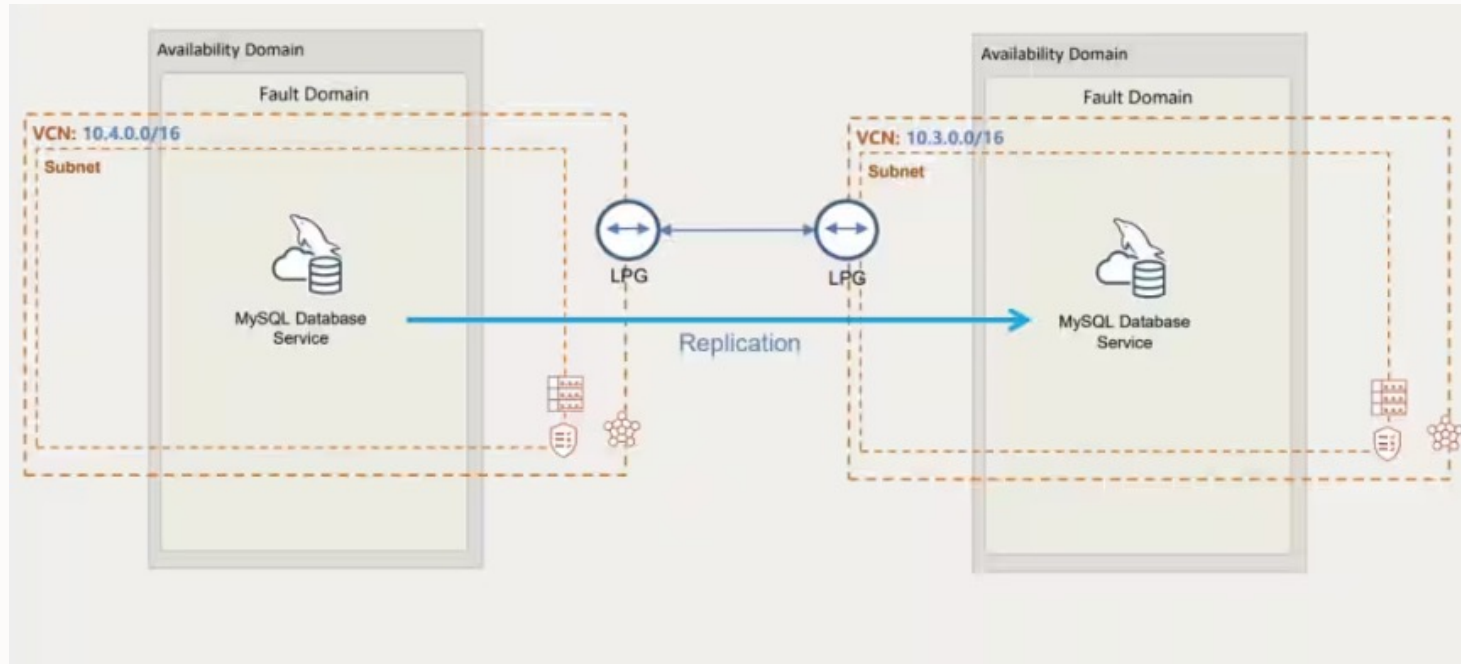 Availability Domain
Fault Domain
VCN: 10.4.0.0/16
Subnet
MySQL Database
Service
LPG
LPG
Replication
Availability Domain
Fault Domain
VCN: 10.3.0.0/16
Subnet
MySQL Database
Service